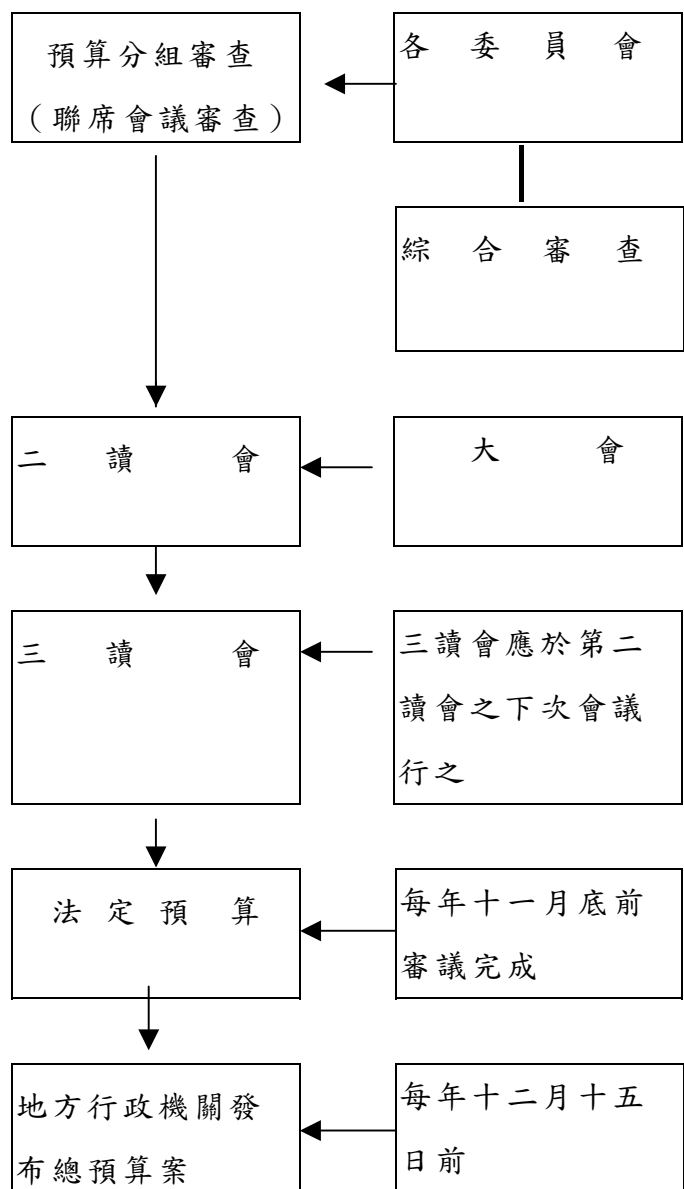 預算分組審查
（聯席會議審查）
各委員會
綜合審查
二讀會
大會
三讀會
三讀會應於第二
讀會之下次會議
行之
法定預算
每年十一月底前
審議完成
地方行政機關發
布總預算案
每年十二月十五
日前